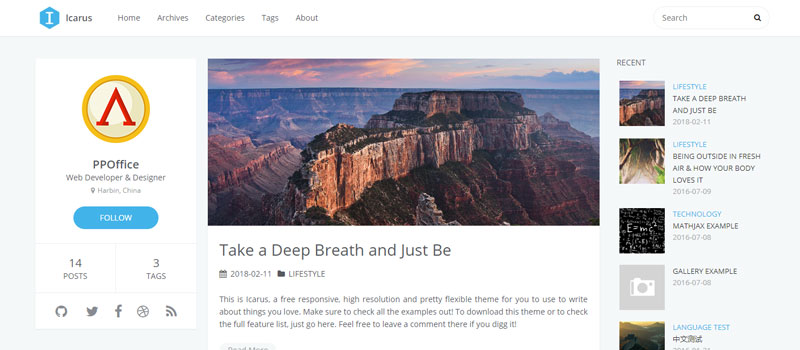 Icarus
Home
Archives
Categories
Tags
About
Search
PPOffice
Web Developer & Designer
Harbin, China
FOLLOW
14
POSTS
3
TAGS
Take a Deep Breath and Just Be
2018-02-11
LIFESTYLE
This is Icarus, a free responsive, high resolution and pretty flexible theme for you to use to write
about things you love. Make sure to check all the examples out! To download this theme or to check
the full feature list, just go here. Feel free to leave a comment there if you digg it!
Read More
RECENT
LIFESTYLE
TAKE A DEEP BREATH
AND JUST BE
2018-02-11
LIFESTYLE
BEING OUTSIDE IN FRESH
AIR & HOW YOUR BODY
LOVES IT
2016-07-09
E=mc²
TECHNOLOGY
MATHJAX EXAMPLE
2016-07-08
GALLERY EXAMPLE
2016-07-08
LANGUAGE TEST
中文测试